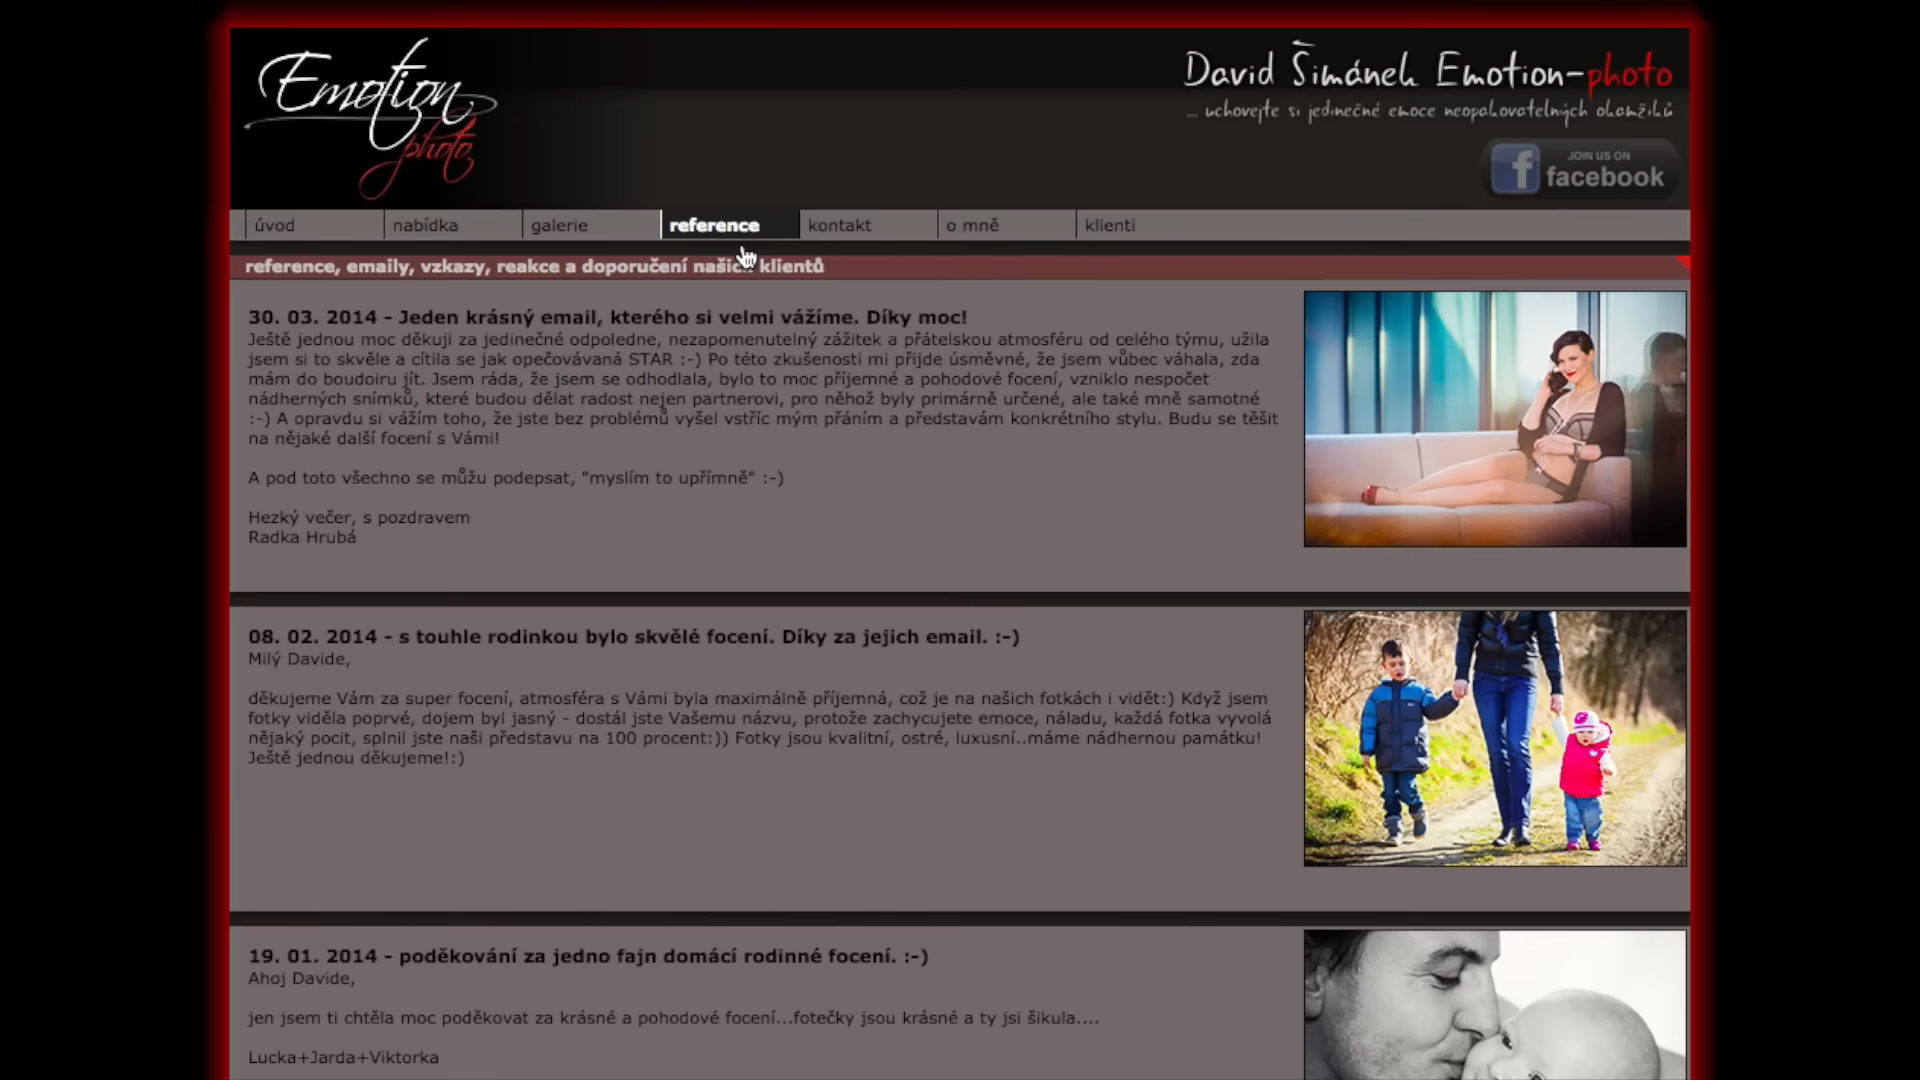 Emotion
photo
David Šimánek Emotion-photo
... uchovejte si jedinečné emoce neopakovatelných okamžiků
JOIN US ON
facebook
úvod
nabídka
galerie
reference
kontakt
o mně
klienti
reference, emaily, vzkazy, reakce a doporučení našich klientů
30. 03. 2014 - Jeden krásný email, kterého si velmi vážíme. Díky moc!
Ještě jednou moc děkuji za jedinečné odpoledne, nezapomenutelný zážitek a přátelskou atmosféru od celého týmu, užila
jsem si to skvěle a cítila se jak opečovávaná STAR :-) Po této zkušenosti mi přijde úsměvné, že jsem vůbec váhala, zda
mám do boudoiru jít. Jsem ráda, že jsem se odhodlala, bylo to moc příjemné a pohodové focení, vzniklo nespočet
nádherných snímků, které budou dělat radost nejen partnerovi, pro něhož byly primárně určené, ale také mně samotné
:-) A opravdu si vážím toho, že jste bez problémů vyšel vstříc mým přáním a představám konkrétního stylu. Budu se těšit
na nějaké další focení s Vámi!
A pod toto všechno se můžu podepsat, "myslím to upřímně" :-)
Hezký večer, s pozdravem
Radka Hrubá
08. 02. 2014 - s touhle rodinkou bylo skvělé focení. Díky za jejich email. :-)
Milý Davide,
děkujeme Vám za super focení, atmosféra s Vámi byla maximálně příjemná, což je na našich fotkách i vidět:) Když jsem
fotky viděla poprvé, dojem byl jasný - dostál jste Vašemu názvu, protože zachycujete emoce, náladu, každá fotka vyvolá
nějaký pocit, splnil jste naši představu na 100 procent:)) Fotky jsou kvalitní, ostré, luxusní..máme nádhernou památku!
Ještě jednou děkujeme!:)
19. 01. 2014 - poděkování za jedno fajn domácí rodinné focení. :-)
Ahoj Davide,
jen jsem ti chtěla moc poděkovat za krásné a pohodové focení...fotečky jsou krásné a ty jsi šikula....
Lucka+Jarda+Viktorka